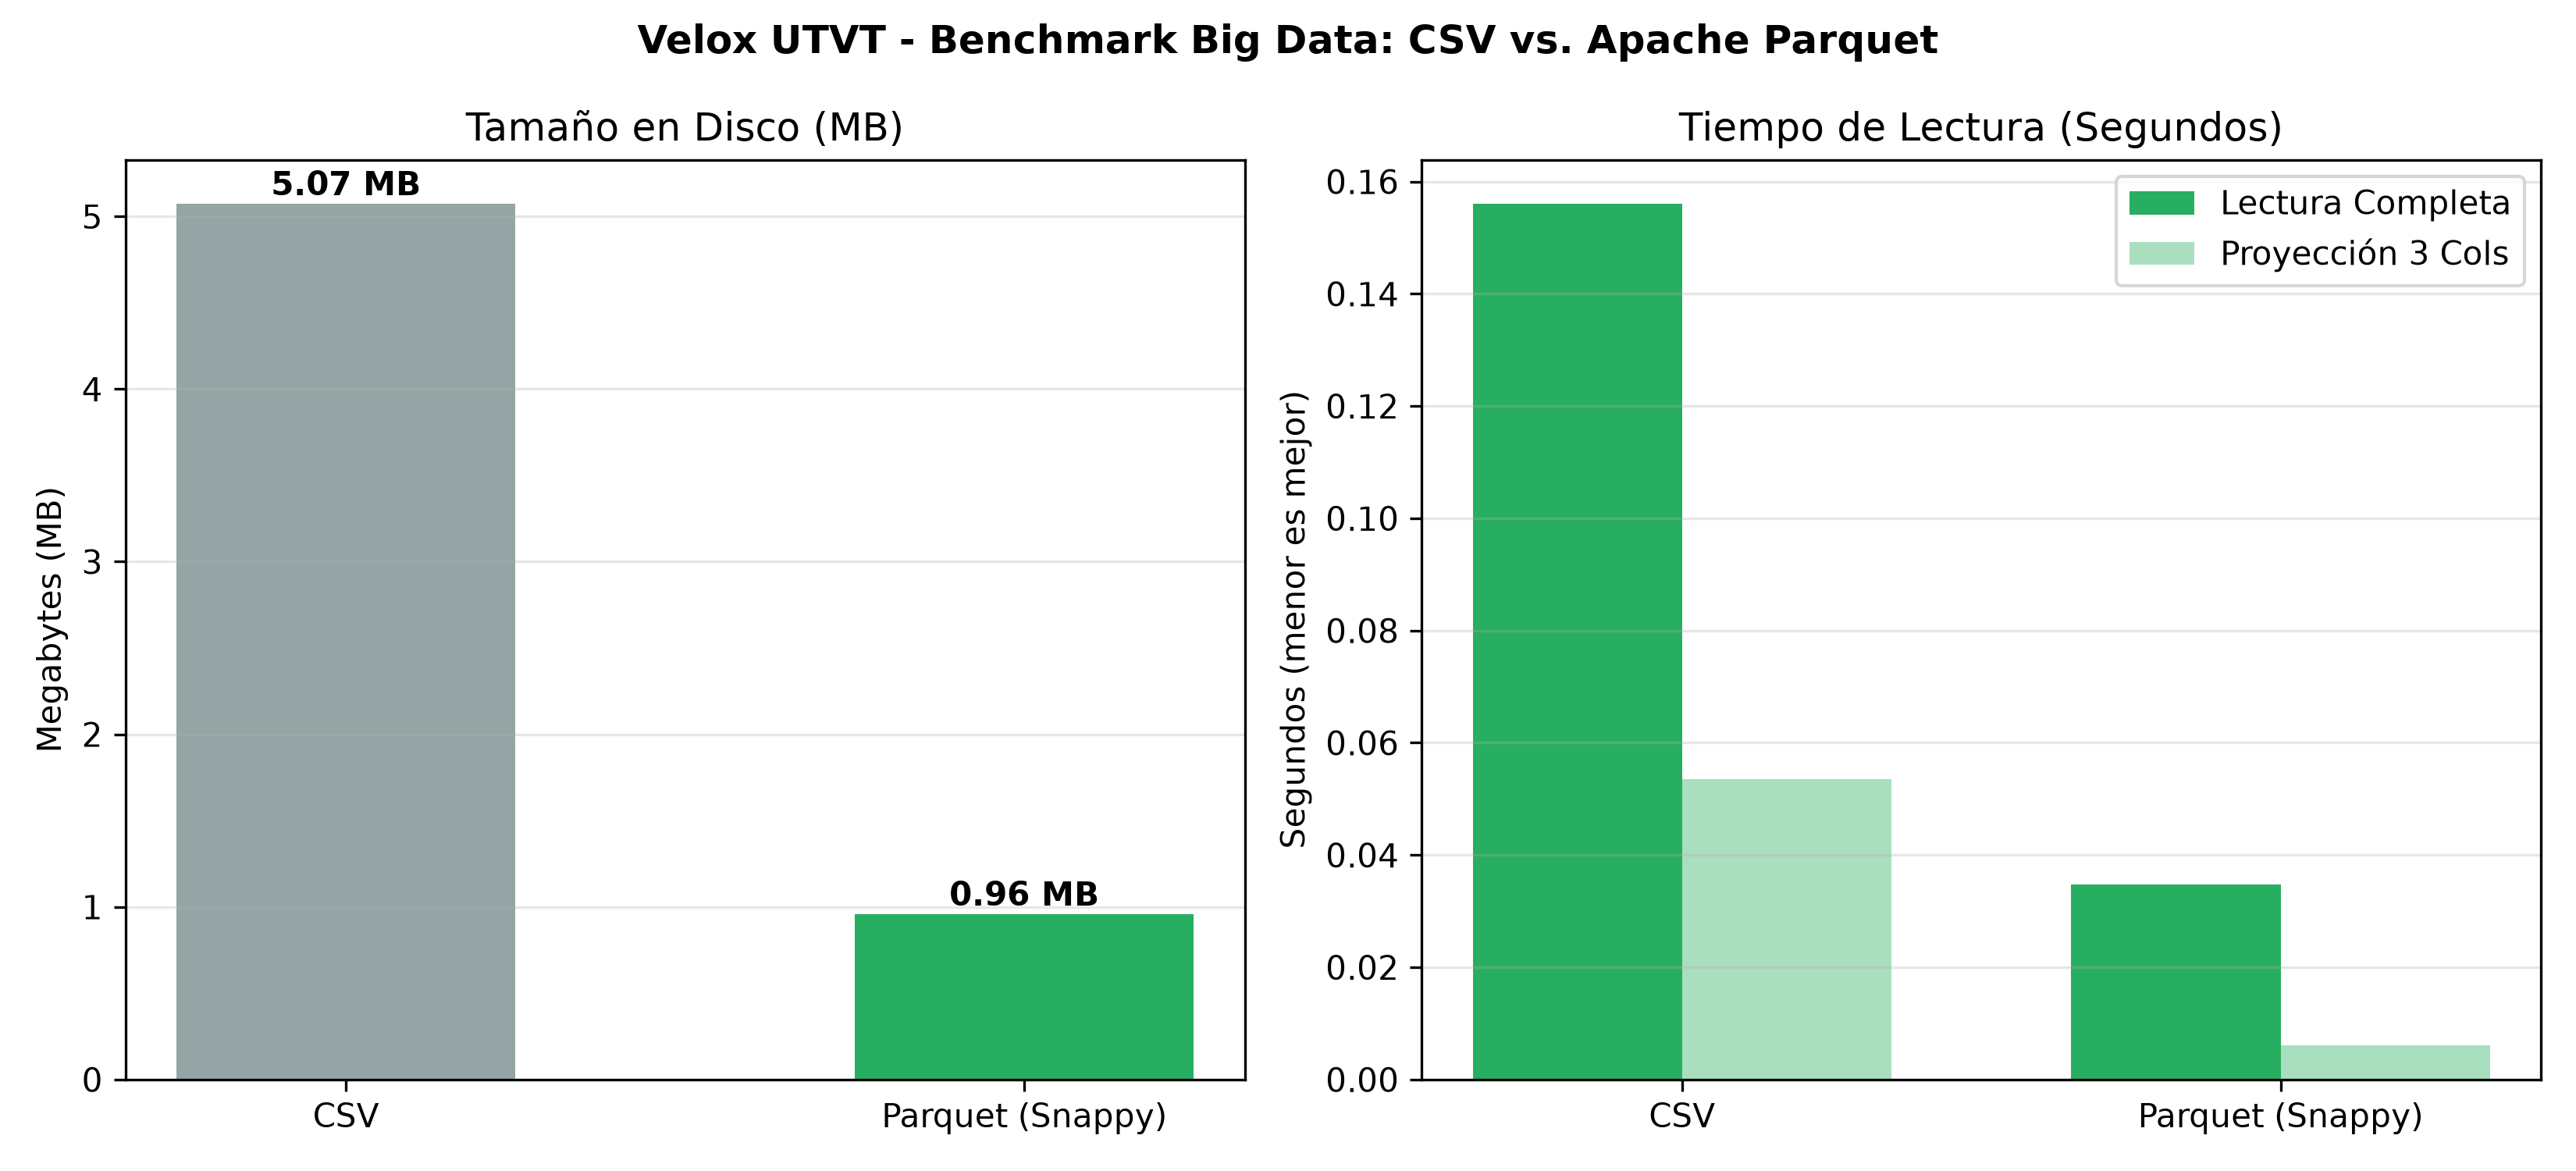 Velox UTVT - Benchmark Big Data: CSV vs. Apache Parquet
Tamaño en Disco (MB)
Megabytes (MB)
5
4
3
2
1
0
5.07 MB
0.96 MB
CSV
Parquet (Snappy)
Tiempo de Lectura (Segundos)
Segundos (menor es mejor)
0.16
0.14
0.12
0.10
0.08
0.06
0.04
0.02
0.00
Lectura Completa
Proyección 3 Cols
CSV
Parquet (Snappy)